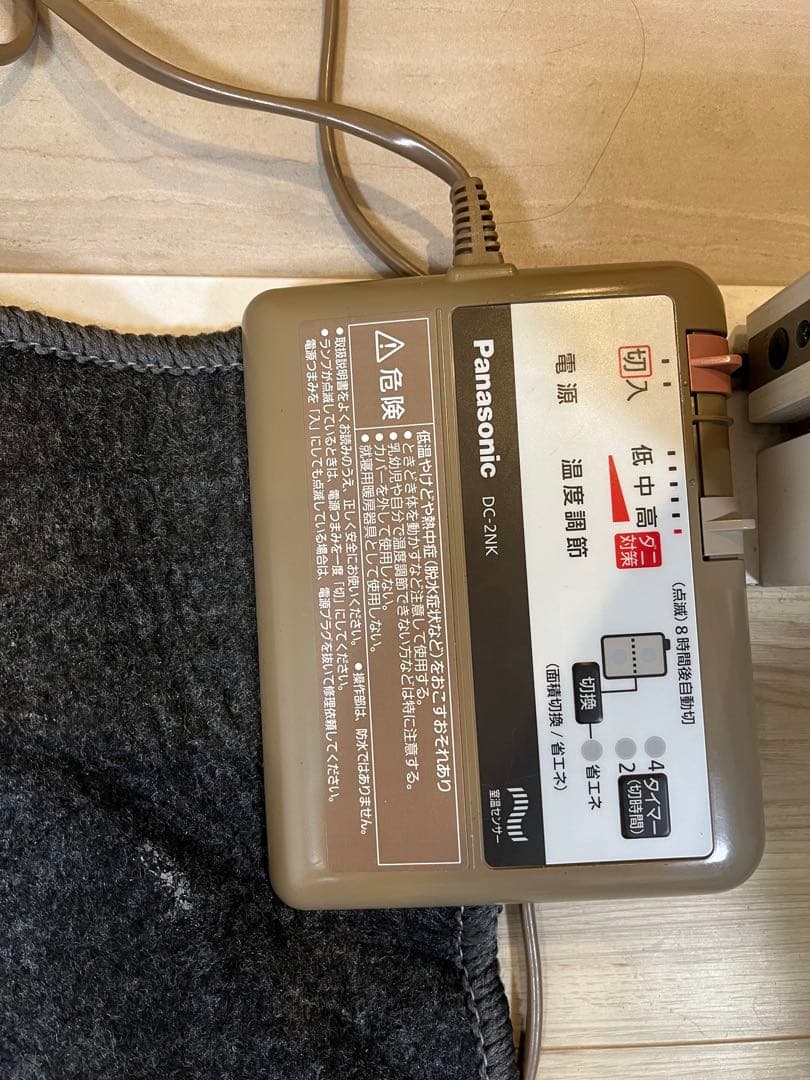 切 入
電源
低 中 高
ダニ
対策
温度調節
(点滅) 8時間後自動切
切換
(面積切換/省エネ)
省エネ
4
2
タイマー
(切時間)
Panasonic DC-2NK
室温センサー
危険
低温やけどや熱中症(脱水症状など)をおこすおそれあり
●ときどき体を動かすなど注意して使用する。
●乳幼児や自分で温度調節できない方などは特に注意する。
●カバーを外して使用しない。
●就寝用暖房器具として使用しない。
●取扱説明書をよくお読みのうえ、正しく安全にお使いください。 ●操作部は、防水ではありません。
●ランプが点滅しているときは、電源つまみを一度「切」にしてください。
電源つまみを「入」にしても点滅している場合は、電源プラグを抜いて修理依頼してください。